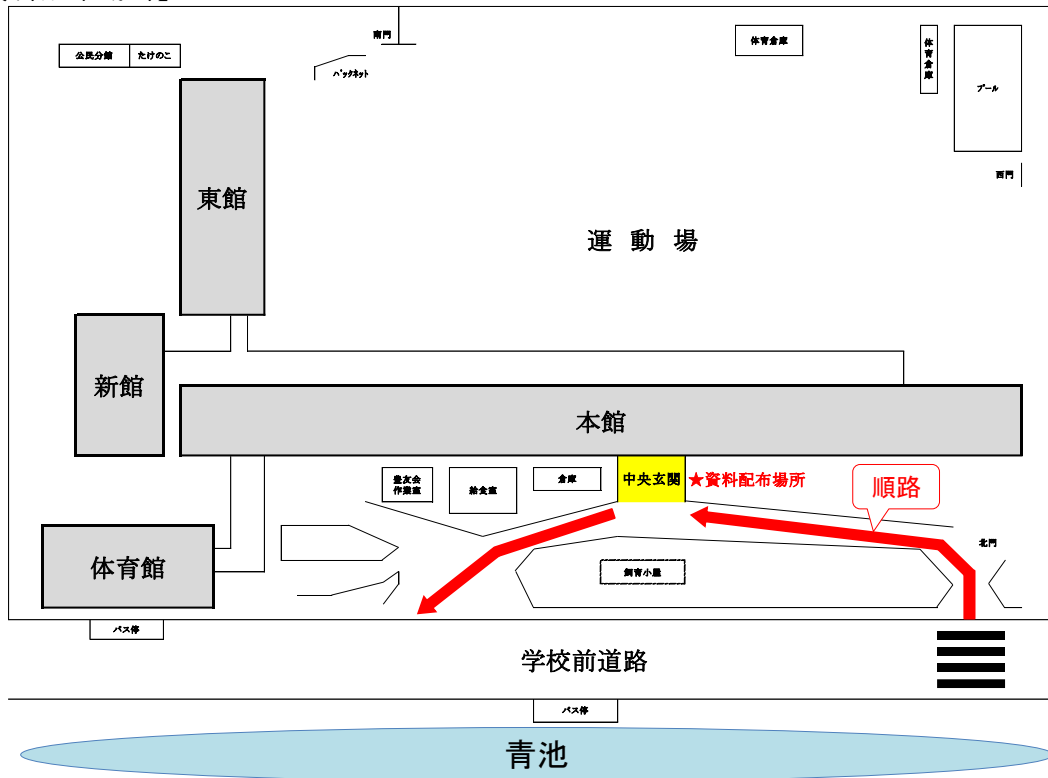 南門
公民分館
たけのこ
バックネット
体育倉庫
体育倉庫
プール
西門
東館
運動場
新館
本館
豊友会
作業室
給食室
倉庫
中央玄関
★資料配布場所
順路
北門
体育館
飼育小屋
バス停
学校前道路
バス停
青池